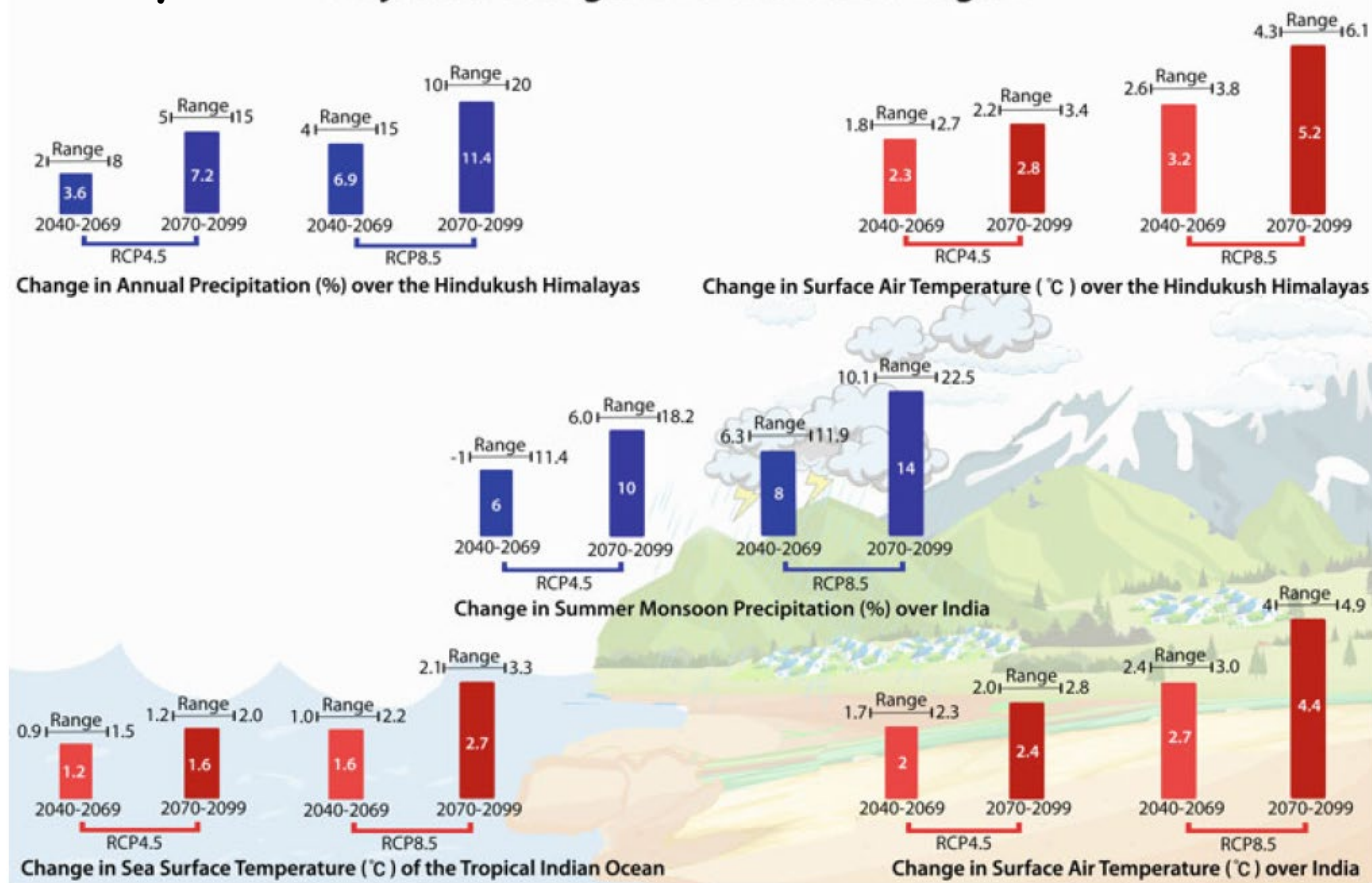 Range
4.3 6.1
Range
10 20
Range
2.6 3.8
Range
5 15
Range
4 15
Range
1.8 2.7
Range
2.2 3.4
Range
2 8
3.6
7.2
6.9
11.4
2.3
2.8
3.2
5.2
2040-2069 2070-2099 2040-2069 2070-2099
RCP4.5 RCP8.5
2040-2069 2070-2099 2040-2069 2070-2099
RCP4.5 RCP8.5
Change in Annual Precipitation (%) over the Hindukush Himalayas
Change in Surface Air Temperature (℃) over the Hindukush Himalayas
Range
10.1 22.5
Range
6.0 18.2
Range
6.3 11.9
Range
-1 11.4
6
10
8
14
2040-2069 2070-2099 2040-2069 2070-2099
RCP4.5 RCP8.5
Change in Summer Monsoon Precipitation (%) over India
Range
0.9 1.5
Range
1.2 2.0
Range
1.0 2.2
Range
2.1 3.3
1.2
1.6
1.6
2.7
2040-2069 2070-2099 2040-2069 2070-2099
RCP4.5 RCP8.5
Change in Sea Surface Temperature (℃) of the Tropical Indian Ocean
Range
1.7 2.3
Range
2.0 2.8
Range
2.4 3.0
Range
4 4.9
2
2.4
2.7
4.4
2040-2069 2070-2099 2040-2069 2070-2099
RCP4.5 RCP8.5
Change in Surface Air Temperature (℃) over India